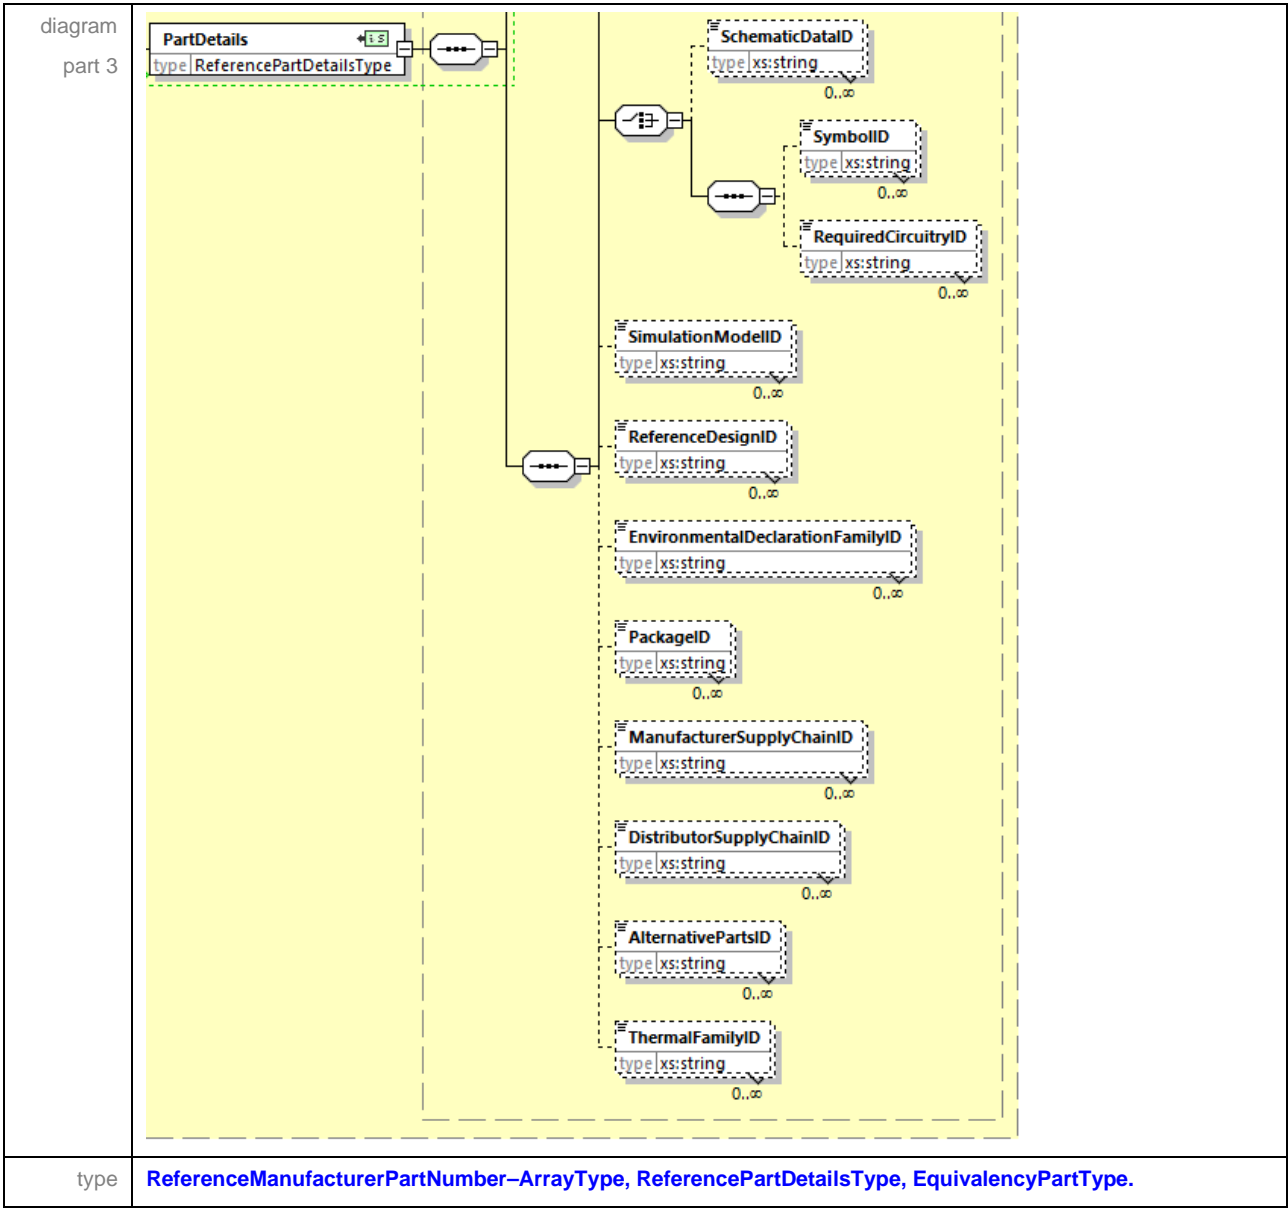 diagram
part 3
PartDetails
type ReferencePartDetailsType
SchematicDataID
type xs:string
0..∞
SymbolID
type xs:string
0..∞
RequiredCircuitryID
type xs:string
0..∞
SimulationModelID
type xs:string
0..∞
ReferenceDesignID
type xs:string
0..∞
EnvironmentalDeclarationFamilyID
type xs:string
0..∞
PackageID
type xs:string
0..∞
ManufacturerSupplyChainID
type xs:string
0..∞
DistributorSupplyChainID
type xs:string
0..∞
AlternativePartsID
type xs:string
0..∞
ThermalFamilyID
type xs:string
0..∞
type ReferenceManufacturerPartNumber–ArrayType, ReferencePartDetailsType, EquivalencyPartType.